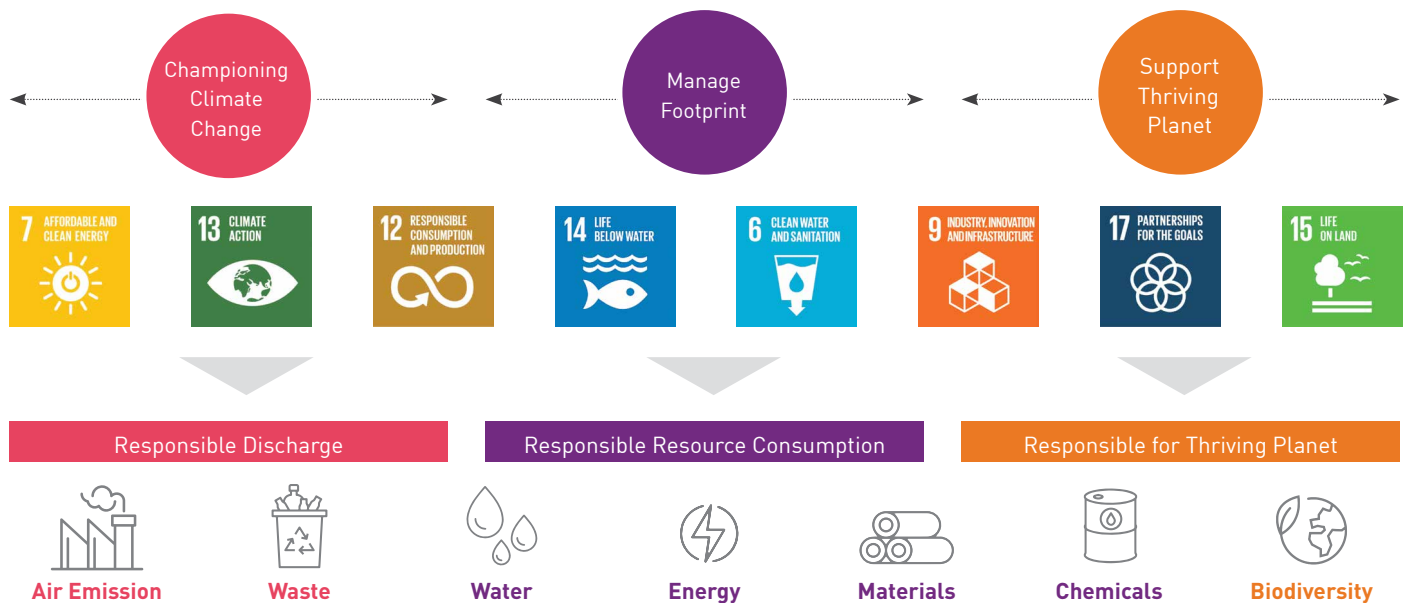 Championing
Climate
Change
Manage
Footprint
Support
Thriving
Planet
7 AFFORDABLE AND
CLEAN ENERGY
13 CLIMATE
ACTION
12 RESPONSIBLE
CONSUMPTION
AND PRODUCTION
14 LIFE
BELOW WATER
6 CLEAN WATER
AND SANITATION
9 INDUSTRY, INNOVATION
AND INFRASTRUCTURE
17 PARTNERSHIPS
FOR THE GOALS
15 LIFE
ON LAND
Responsible Discharge
Responsible Resource Consumption
Responsible for Thriving Planet
Air Emission
Waste
Water
Energy
Materials
Chemicals
Biodiversity